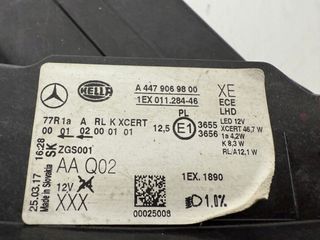 HELLA
A 447 906 98 00
1EX 011.284-46
XE
ECE
LHD
77R1a A RL K XCERT
00 01 02 00 01 01
12,5
PL
E1
3655
3656
LED 12V
XCERT 46,7 W
1a 4,2W
K 8,3 W
RL/A 12,1 W
25.03.17 16:28
Made in Slovakia
SK
ZGS001
AA Q02
12V
XXX
00025008
1EX. 1890
1.0%